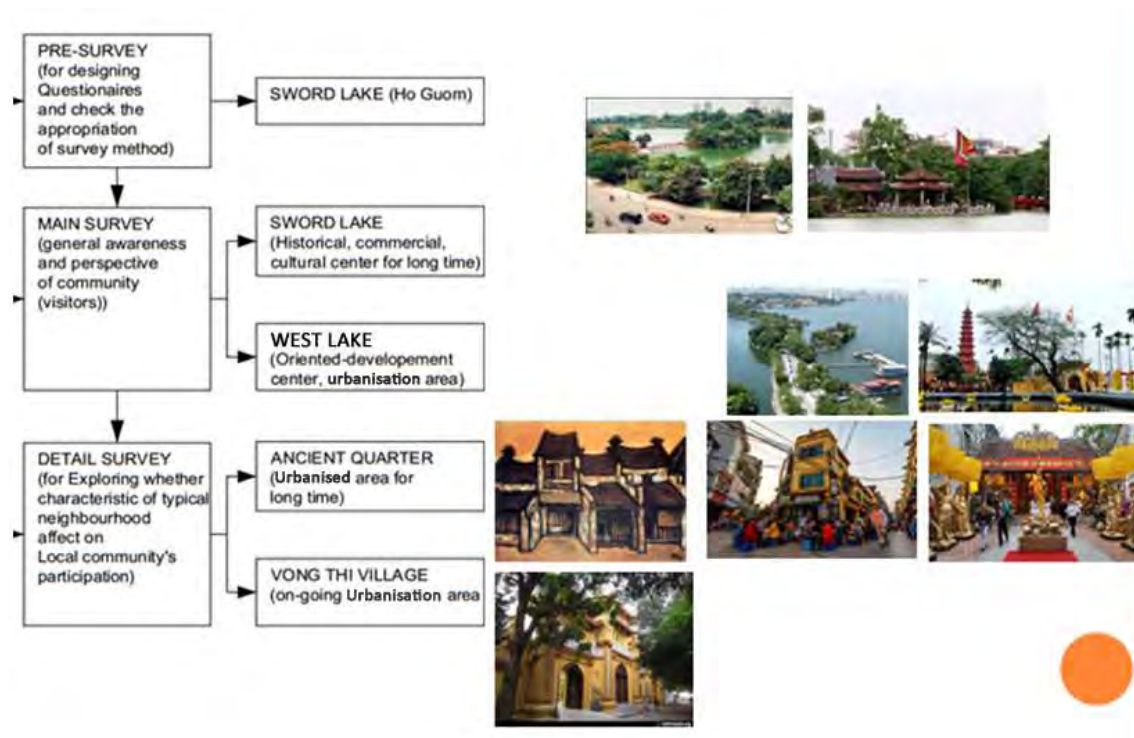 PRE-SURVEY
(for designing
Questionaires
and check the
appropriation
of survey method)
SWORD LAKE (Ho Guom)
MAIN SURVEY
(general awareness
and perspective
of community
(visitors))
SWORD LAKE
(Historical, commercial,
cultural center for long time)
WEST LAKE
(Oriented-developement
center, urbanisation area)
DETAIL SURVEY
(for Exploring whether
characteristic of typical
neighbourhood
affect on
Local community's
participation)
ANCIENT QUARTER
(Urbanised area for
long time)
VONG THI VILLAGE
(on-going Urbanisation area